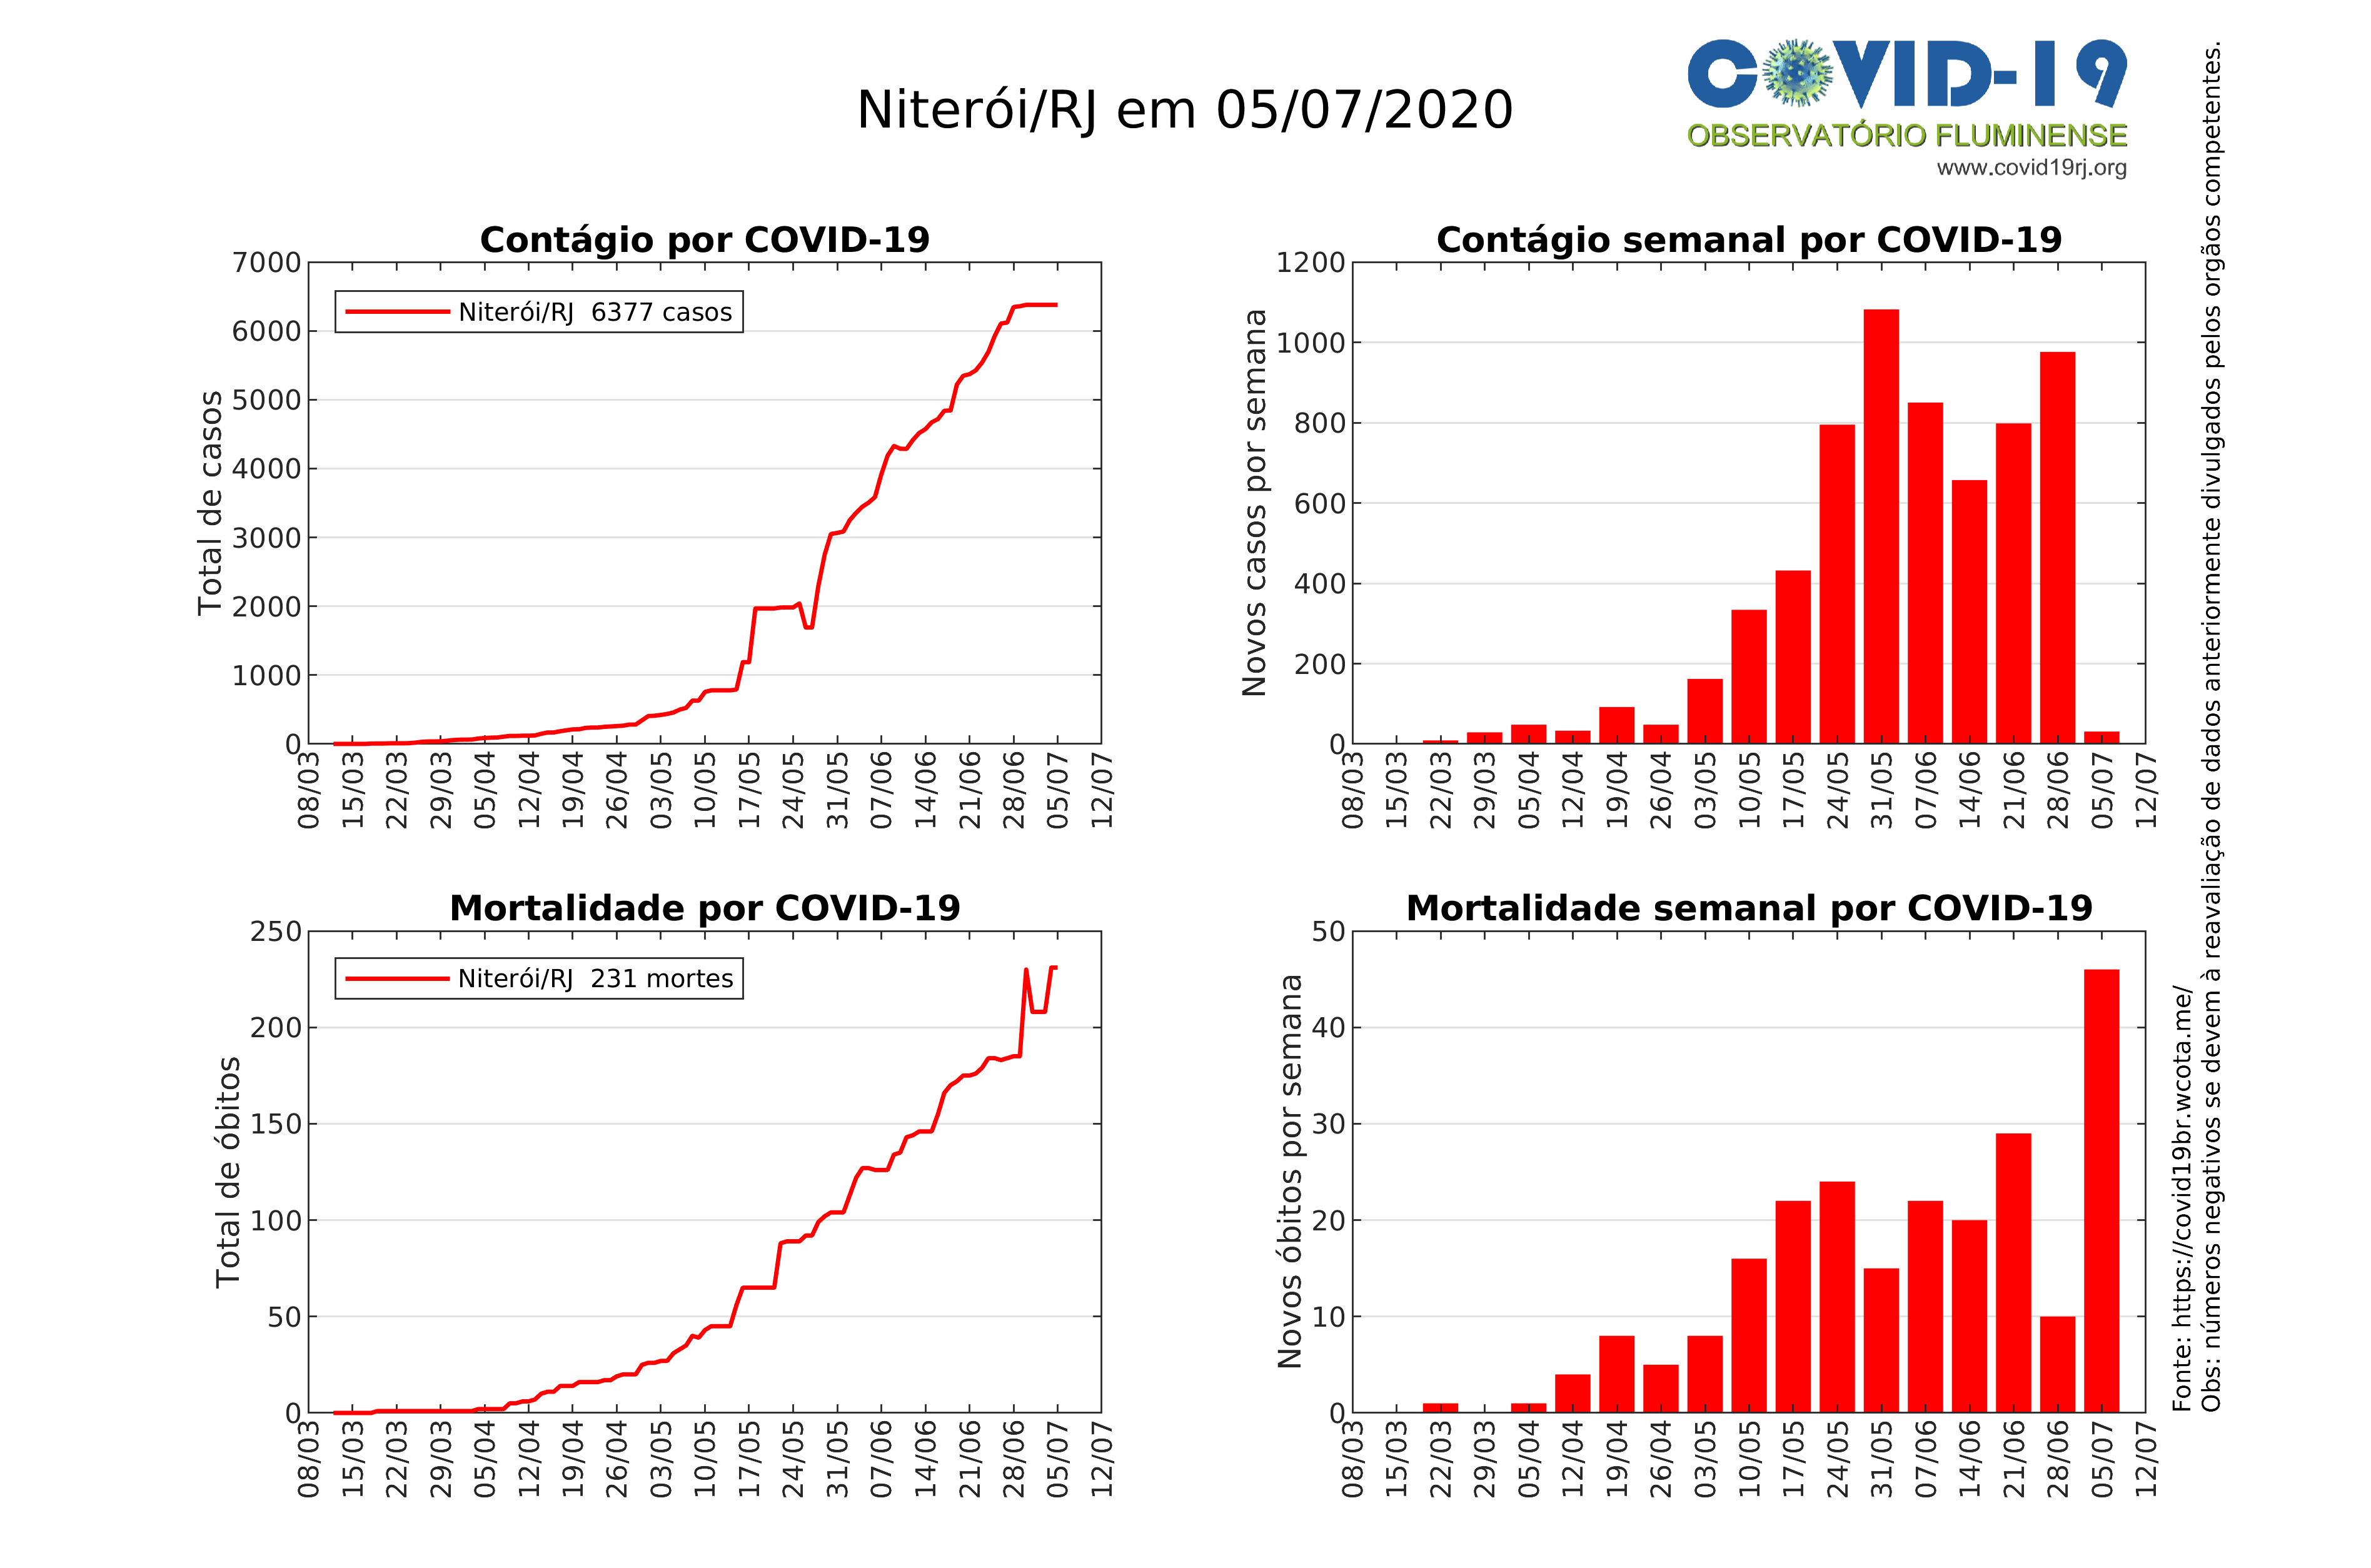 Niterói/RJ em 05/07/2020
COVID-19
OBSERVATÓRIO FLUMINENSE
www.covid19rj.org
Contágio por COVID-19
Total de casos
7000
6000
5000
4000
3000
2000
1000
0
Niterói/RJ 6377 casos
08/03 15/03 22/03 29/03 05/04 12/04 19/04 26/04 03/05 10/05 17/05 24/05 31/05 07/06 14/06 21/06 28/06 05/07 12/07
Contágio semanal por COVID-19
Novos casos por semana
1200
1000
800
600
400
200
0
08/03 15/03 22/03 29/03 05/04 12/04 19/04 26/04 03/05 10/05 17/05 24/05 31/05 07/06 14/06 21/06 28/06 05/07 12/07
Mortalidade por COVID-19
Total de óbitos
250
200
150
100
50
0
Niterói/RJ 231 mortes
08/03 15/03 22/03 29/03 05/04 12/04 19/04 26/04 03/05 10/05 17/05 24/05 31/05 07/06 14/06 21/06 28/06 05/07 12/07
Mortalidade semanal por COVID-19
Novos óbitos por semana
50
40
30
20
10
0
08/03 15/03 22/03 29/03 05/04 12/04 19/04 26/04 03/05 10/05 17/05 24/05 31/05 07/06 14/06 21/06 28/06 05/07 12/07
Fonte: https://covid19br.wcota.me/
Obs: números negativos se devem à reavaliação de dados anteriormente divulgados pelos orgãos competentes.